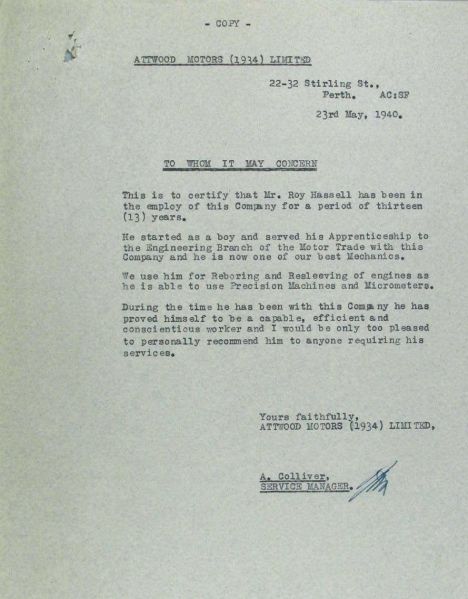 - COPY -
ATTWOOD MOTORS (1934) LIMITED
22-32 Stirling St.,
Perth. AC:SF
23rd May, 1940.
TO WHOM IT MAY CONCERN
This is to certify that Mr. Roy Hassell has been in
the employ of this Company for a period of thirteen
(13) years.
He started as a boy and served his Apprenticeship to
the Engineering Branch of the Motor Trade with this
Company and he is now one of our best Mechanics.
We use him for Reboring and Resleeving of engines as
he is able to use Precision Machines and Micrometers.
During the time he has been with this Company he has
proved himself to be a capable, efficient and
conscientious worker and I would be only too pleased
to personally recommend him to anyone requiring his
services.
Yours faithfully,
ATTWOOD MOTORS (1934) LIMITED,
A. Colliver,
SERVICE MANAGER.